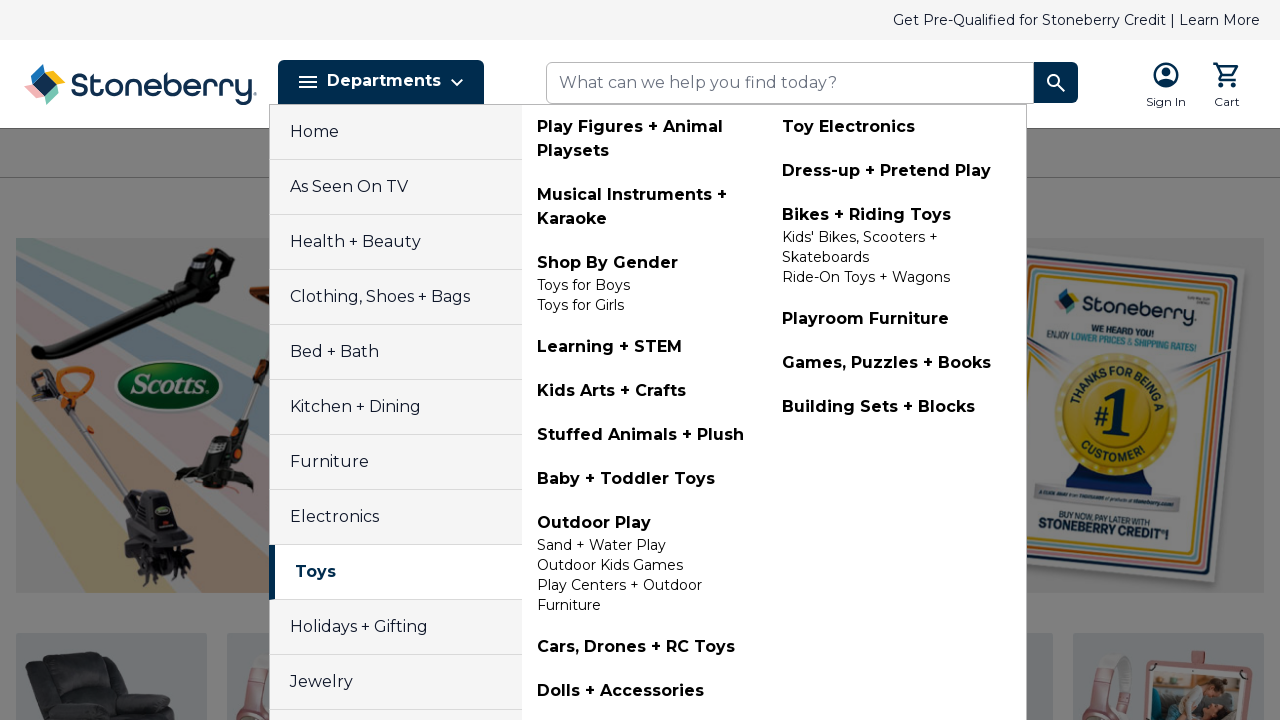 Get Pre-Qualified for Stoneberry Credit | Learn More
Stoneberry
Departments
What can we help you find today?
Sign In
Cart
Home
As Seen On TV
Health + Beauty
Clothing, Shoes + Bags
Bed + Bath
Kitchen + Dining
Furniture
Electronics
Toys
Holidays + Gifting
Jewelry
Play Figures + Animal
Playsets
Musical Instruments +
Karaoke
Shop By Gender
Toys for Boys
Toys for Girls
Learning + STEM
Kids Arts + Crafts
Stuffed Animals + Plush
Baby + Toddler Toys
Outdoor Play
Sand + Water Play
Outdoor Kids Games
Play Centers + Outdoor
Furniture
Cars, Drones + RC Toys
Dolls + Accessories
Toy Electronics
Dress-up + Pretend Play
Bikes + Riding Toys
Kids' Bikes, Scooters +
Skateboards
Ride-On Toys + Wagons
Playroom Furniture
Games, Puzzles + Books
Building Sets + Blocks
Scotts
Stoneberry
WE HEARD YOU!
ENJOY LOWER PRICES & SHIPPING RATES!
THANKS FOR BEING A
#1
CUSTOMER!
BUY NOW, PAY LATER WITH
STONEBERRY CREDIT®!